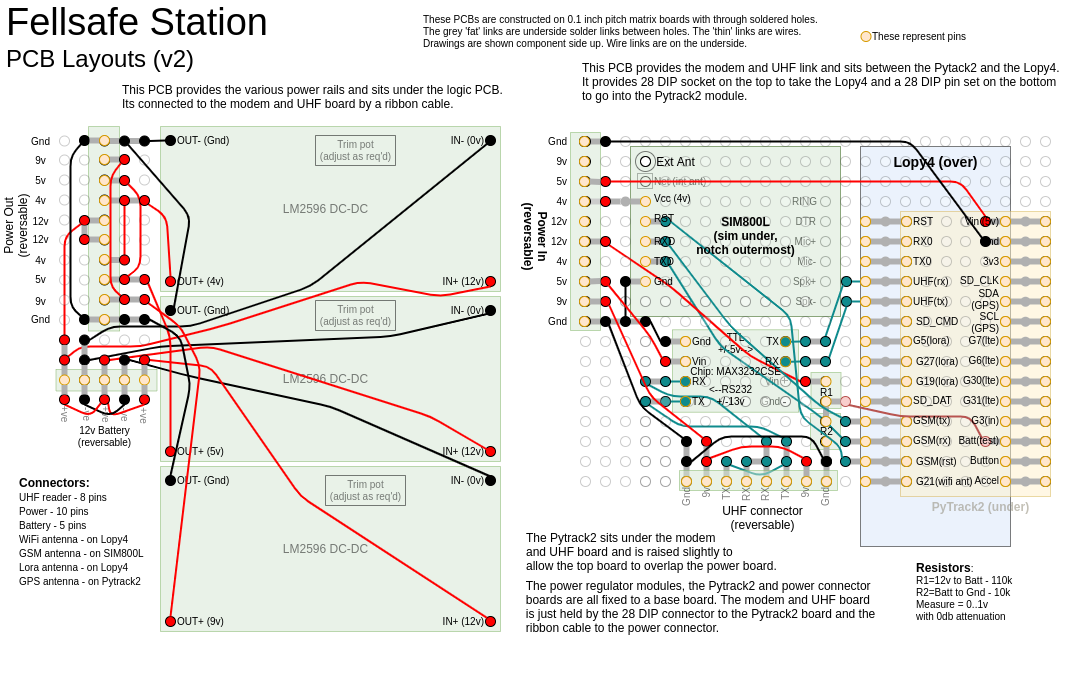 Fellsafe Station
PCB Layouts (v2)
These PCBs are constructed on 0.1 inch pitch matrix boards with through soldered holes.
The grey 'fat' links are underside solder links between holes. The 'thin' links are wires.
Drawings are shown component side up. Wire links are on the underside.
These represent pins
This PCB provides the various power rails and sits under the logic PCB.
Its connected to the modem and UHF board by a ribbon cable.
This PCB provides the modem and UHF link and sits between the Pytack2 and the Lopy4.
It provides 28 DIP socket on the top to take the Lopy4 and a 28 DIP pin set on the bottom
to go into the Pytrack2 module.
Power Out
(reversable)
Gnd
9v
5v
4v
12v
12v
4v
5v
9v
Gnd
OUT- (Gnd)
Trim pot
(adjust as req'd)
IN- (0v)
LM2596 DC-DC
OUT+ (4v)
IN+ (12v)
OUT- (Gnd)
Trim pot
(adjust as req'd)
IN- (0v)
LM2596 DC-DC
OUT+ (5v)
IN+ (12v)
OUT- (Gnd)
Trim pot
(adjust as req'd)
IN- (0v)
LM2596 DC-DC
OUT+ (9v)
IN+ (12v)
+ve
-ve
+ve
-ve
+ve
12v Battery
(reversable)
Connectors:
UHF reader - 8 pins
Power - 10 pins
Battery - 5 pins
WiFi antenna - on Lopy4
GSM antenna - on SIM800L
Lora antenna - on Lopy4
GPS antenna - on Pytrack2
Power In
(reversable)
Gnd
9v
5v
4v
12v
12v
4v
5v
9v
Gnd
Ext Ant
Net (int ant)
Vcc (4v)
RST
RXD
TXD
Gnd
SIM800L
(sim under,
notch outermost)
RING
DTR
Mic+
Mic-
Spk+
Spk-
Gnd
Vin
RX
TX
TTL
+/-5v-->
Chip: MAX3232CSE
<--RS232
+/-13v
TX
RX
Vin
Gnd
R1
R2
Gnd
9v
TX
RX
RX
TX
9v
Gnd
UHF connector
(reversable)
Lopy4 (over)
RST
RX0
TX0
UHF(rx)
UHF(tx)
SD_CMD
G5(lora)
G27(lora)
G19(lora)
SD_DAT
GSM(tx)
GSM(rx)
GSM(rst)
G21(wifi ant)
Vin(5v)
Gnd
3v3
SD_CLK
SDA
(GPS)
SCL
(GPS)
G7(lte)
G6(lte)
G30(lte)
G31(lte)
G3(in)
Batt(test)
Button
Accel
PyTrack2 (under)
The Pytrack2 sits under the modem
and UHF board and is raised slightly to
allow the top board to overlap the power board.
The power regulator modules, the Pytrack2 and power connector
boards are all fixed to a base board. The modem and UHF board
is just held by the 28 DIP connector to the Pytrack2 board and the
ribbon cable to the power connector.
Resistors:
R1=12v to Batt - 110k
R2=Batt to Gnd - 10k
Measure = 0..1v
with 0db attenuation